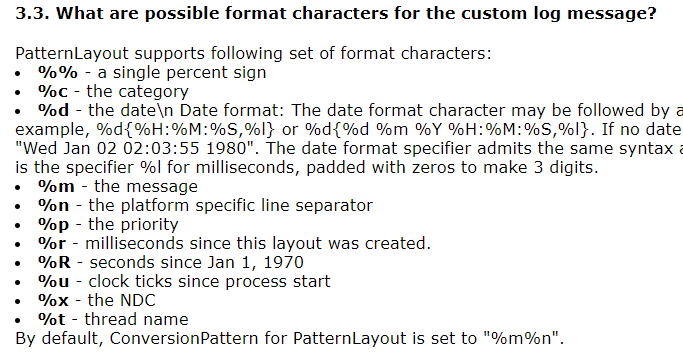 3.3. What are possible format characters for the custom log message?
PatternLayout supports following set of format characters:
• %% - a single percent sign
• %c - the category
• %d - the date\n Date format: The date format character may be followed by a
example, %d{%H:%M:%S,%l} or %d{%d %m %Y %H:%M:%S,%l}. If no date
"Wed Jan 02 02:03:55 1980". The date format specifier admits the same syntax a
is the specifier %l for milliseconds, padded with zeros to make 3 digits.
• %m - the message
• %n - the platform specific line separator
• %p - the priority
• %r - milliseconds since this layout was created.
• %R - seconds since Jan 1, 1970
• %u - clock ticks since process start
• %x - the NDC
• %t - thread name
By default, ConversionPattern for PatternLayout is set to "%m%n".